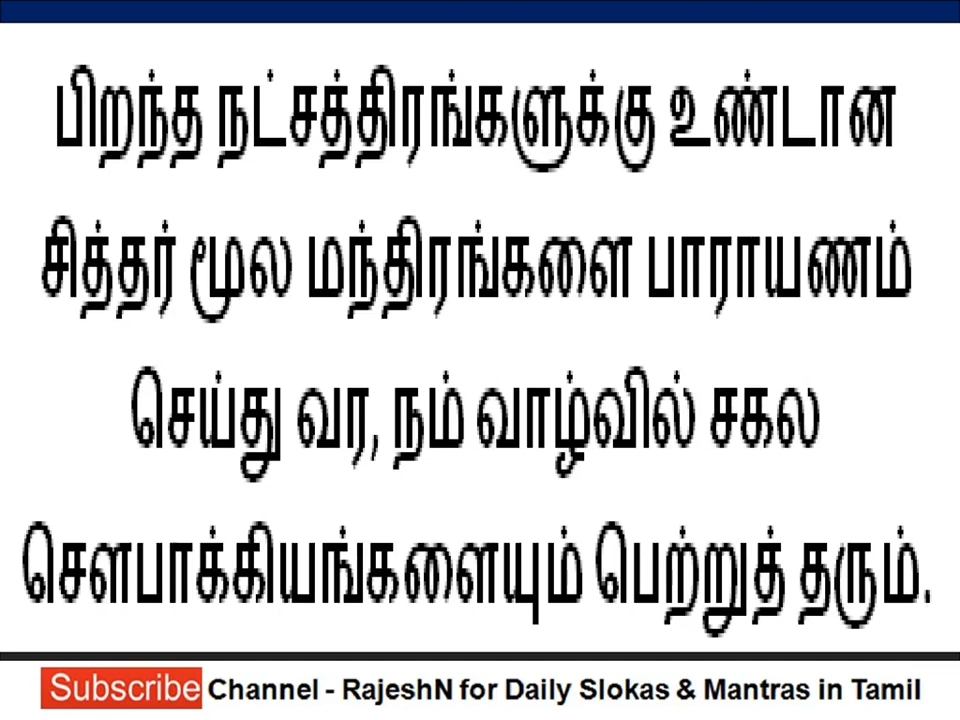 பிறந்த நட்சத்திரங்களுக்கு உண்டான
சித்தர் மூல மந்திரங்களை பாராயணம்
செய்து வர, நம் வாழ்வில் சகல
சௌபாக்கியங்களையும் பெற்றுத் தரும்.
Subscribe Channel - RajeshN for Daily Slokas & Mantras in Tamil